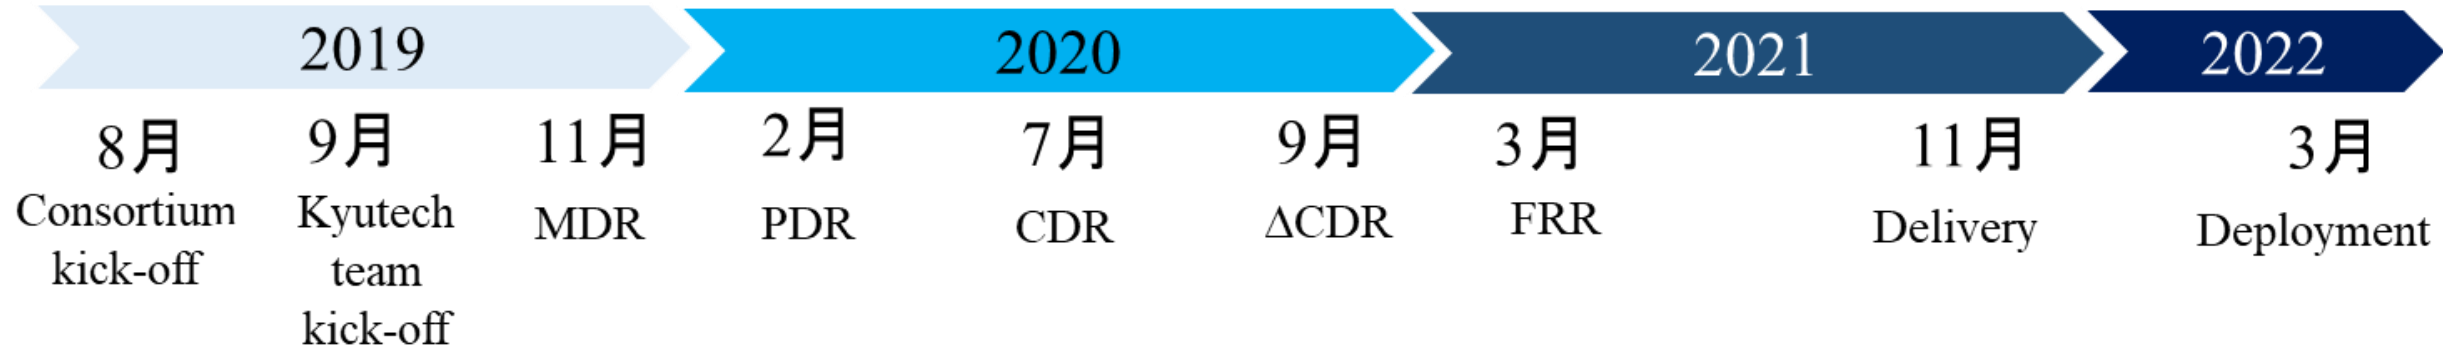 2019
2020
2021
2022
8月
9月
11月
2月
7月
9月
3月
11月
3月
Consortium
kick-off
Kyutech
team
kick-off
MDR
PDR
CDR
ΔCDR
FRR
Delivery
Deployment